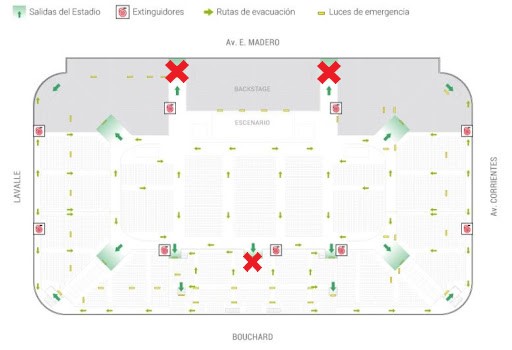 Salidas del Estadio
Extinguidores
Rutas de evacuación
Luces de emergencia
Av. E. MADERO
BACKSTAGE
ESCENARIO
LAVALLE
Av. CORRIENTES
BOUCHARD